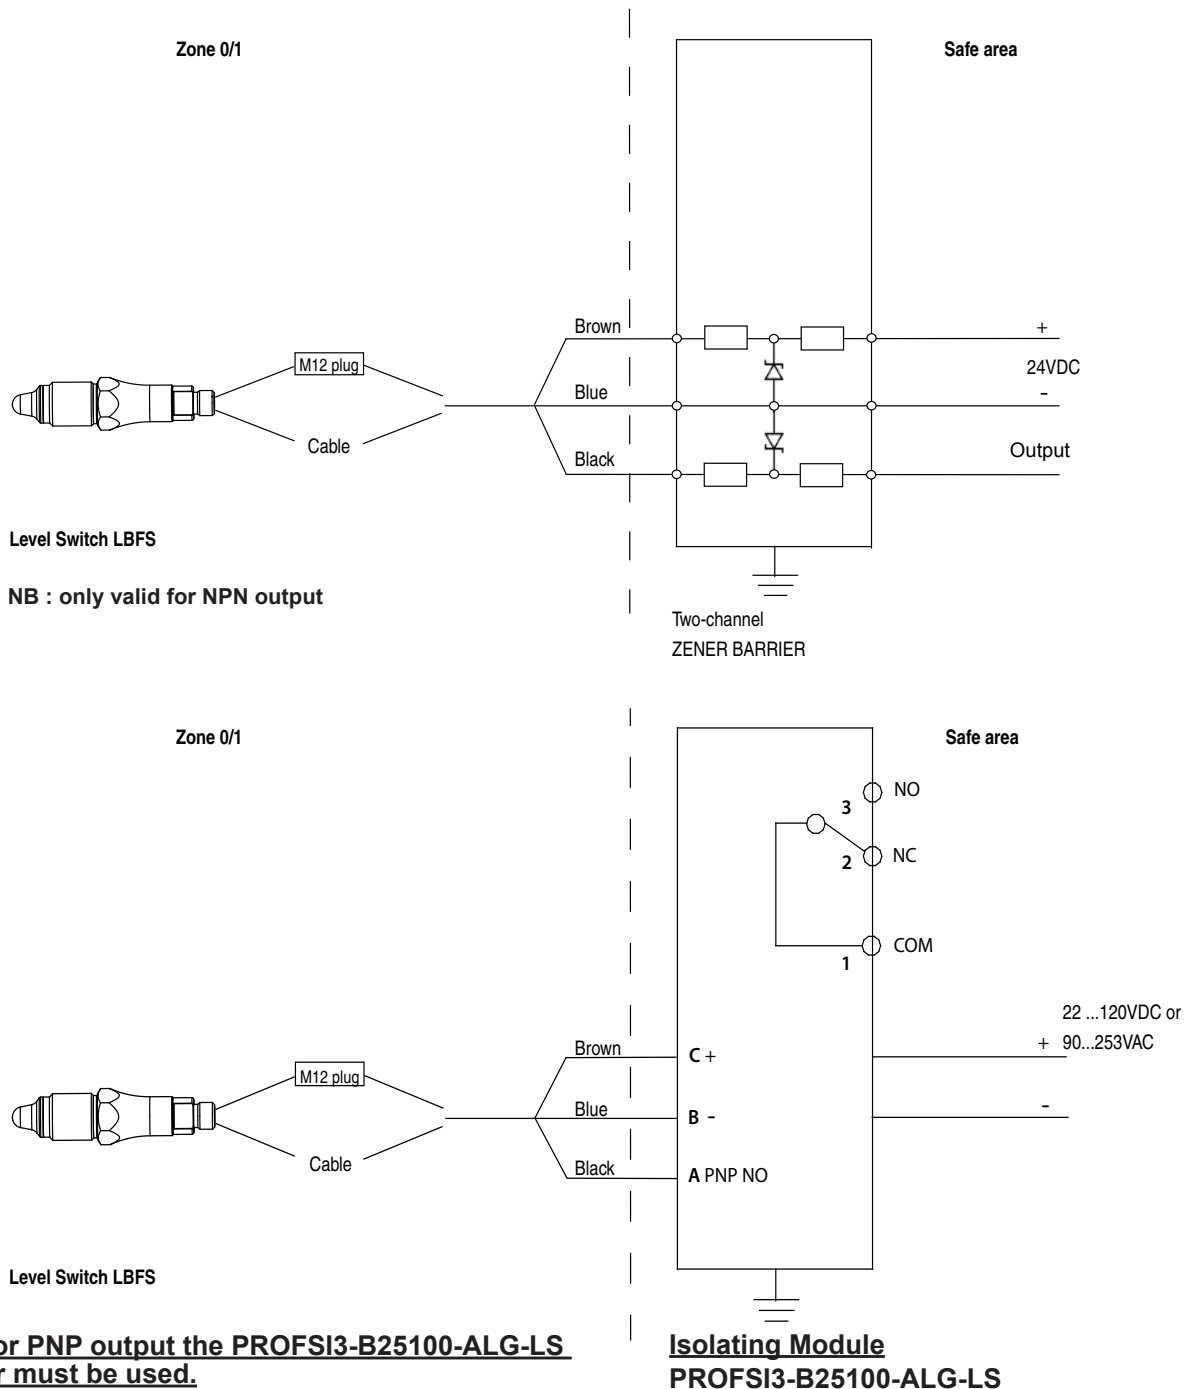 Zone 0/1
Safe area
Brown
+
M12 plug
24VDC
Blue
-
Cable
Black
Output
Level Switch LBFS
NB : only valid for NPN output
Two-channel
ZENER BARRIER
Zone 0/1
Safe area
NO
3
NC
2
COM
1
22 ...120VDC or
+ 90...253VAC
Brown
C +
M12 plug
Blue
B -
-
Cable
Black
A PNP NO
Level Switch LBFS
or PNP output the PROFSI3-B25100-ALG-LS
r must be used.
Isolating Module
PROFSI3-B25100-ALG-LS